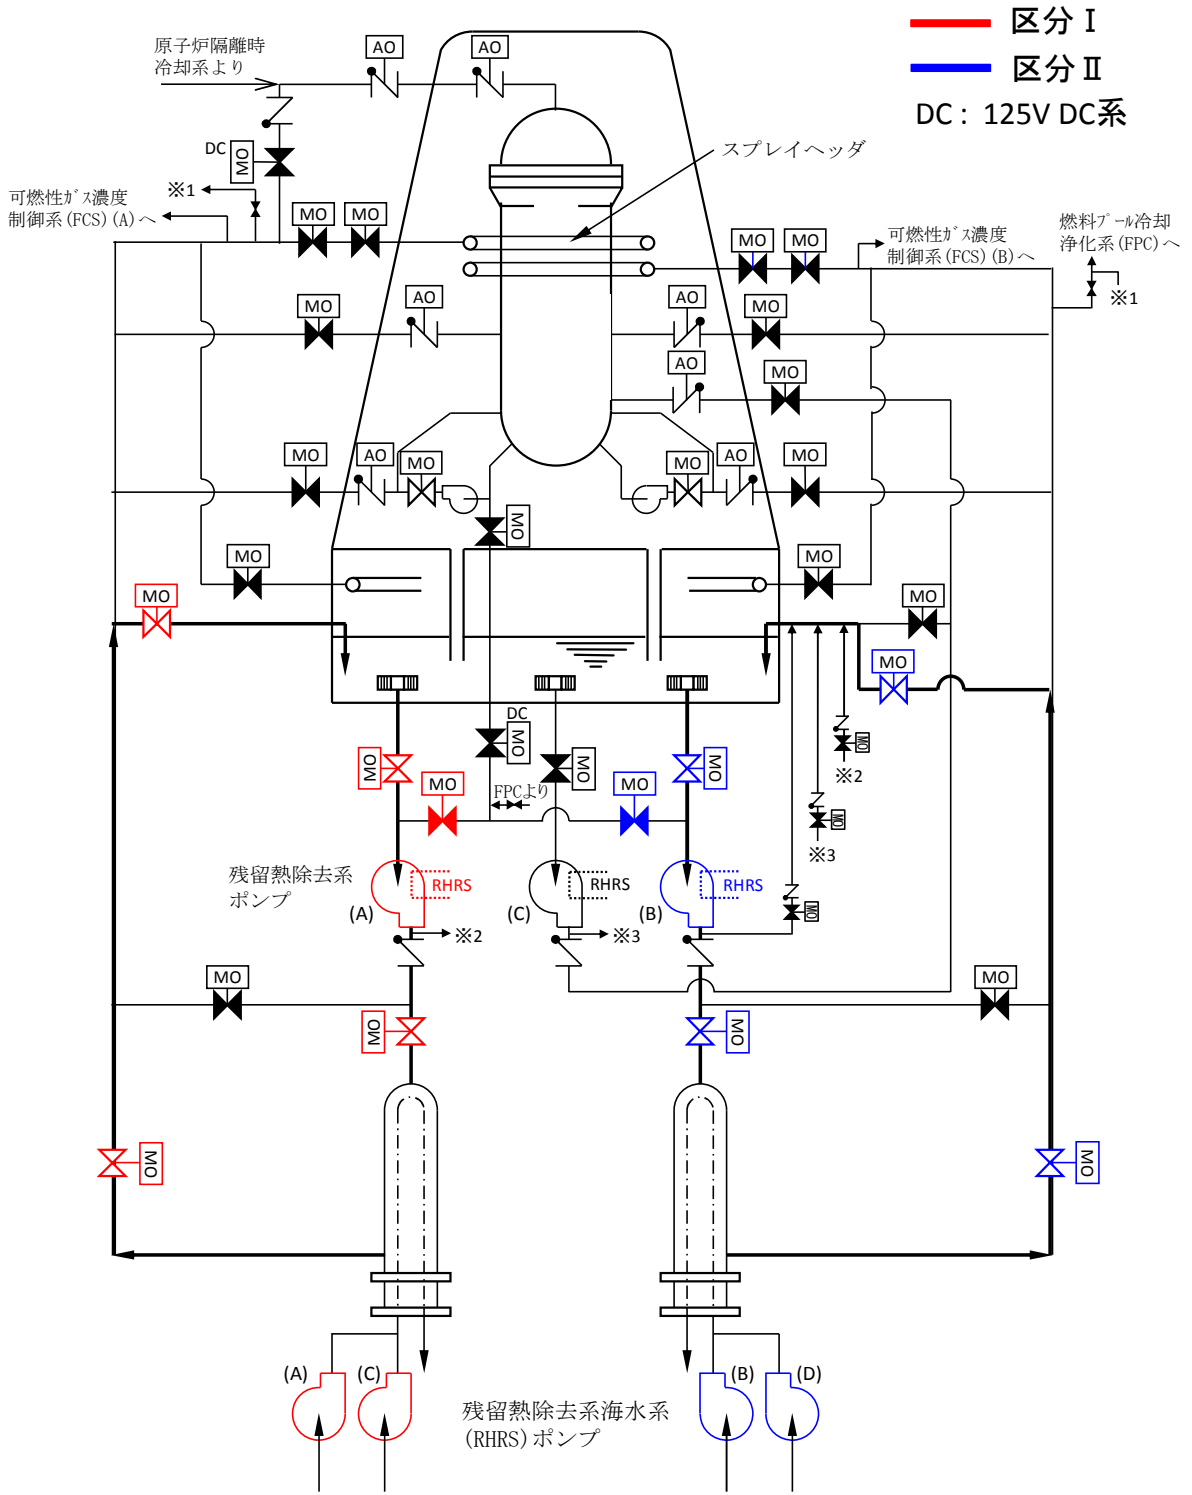 区分Ⅰ
区分Ⅱ
DC： 125V DC系
原子炉隔離時
冷却系より
AO
AO
スプレイヘッダ
DC
MO
※1
可燃性ガス濃度
制御系(FCS)(A)へ
MO
MO
MO
MO
可燃性ガス濃度
制御系(FCS)(B)へ
燃料プール冷却
浄化系(FPC)へ
※1
MO
AO
AO
MO
AO
MO
MO
AO
MO
MO
AO
MO
MO
MO
MO
MO
MO
MO
DC
MO
MO
MO
MO
MO
※2
MO
FPCより
MO
MO
※3
残留熱除去系
ポンプ
RHRS
(A)
RHRS
(C)
RHRS
(B)
MO
※2
※3
MO
MO
MO
MO
MO
MO
(A)
(C)
(B)
(D)
残留熱除去系海水系
(RHRS)ポンプ